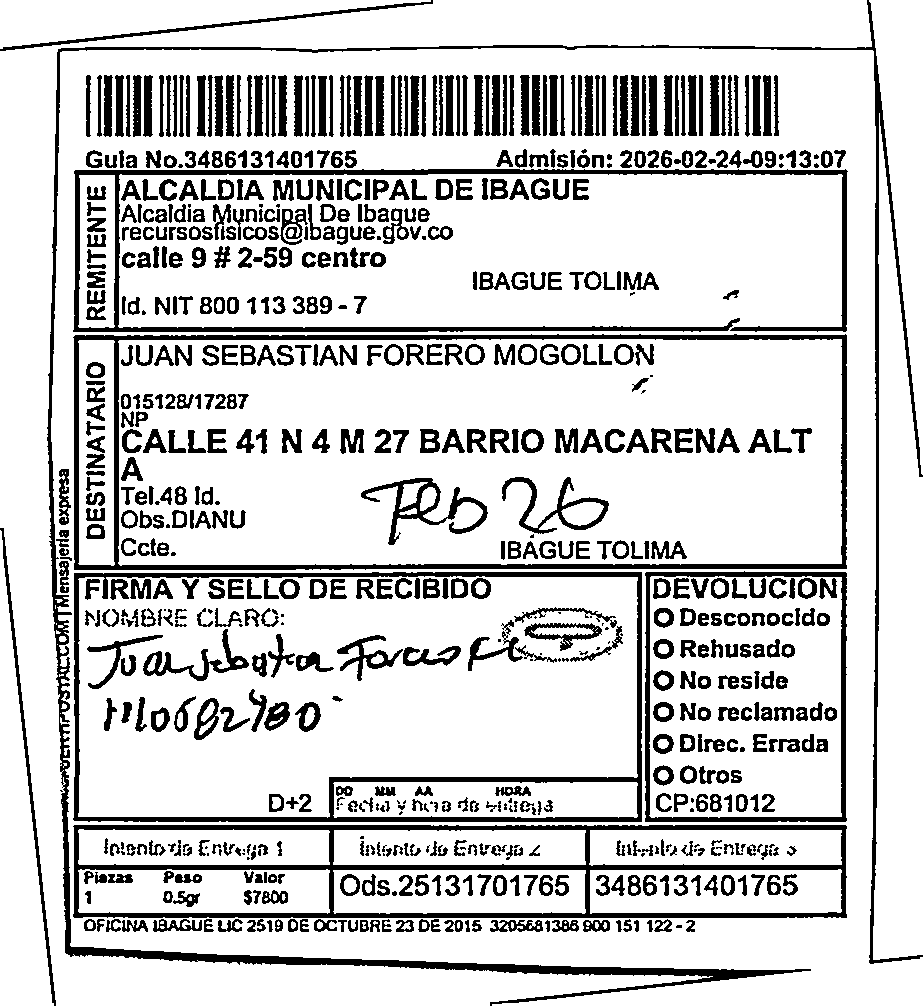 Guia No.3486131401765 Admisión: 2026-02-24-09:13:07
REMITENTE
ALCALDIA MUNICIPAL DE IBAGUE
Alcaldia Municipal De Ibague
recursosfisicos@ibague.gov.co
calle 9 # 2-59 centro
IBAGUE TOLIMA
Id. NIT 800 113 389 - 7
DESTINATARIO
JUAN SEBASTIAN FORERO MOGOLLON
015128/17287
NP
CALLE 41 N 4 M 27 BARRIO MACARENA ALT
A
Tel.48 Id.
Obs.DIANU
Feb 26
Ccte.
IBAGUE TOLIMA
Mensajeria expresa
FIRMA Y SELLO DE RECIBIDO
NOMBRE CLARO:
Juan Sebastian
D+2
DD MM AA HORA
Fecha y hora de entrega
DEVOLUCION
Desconocido
Rehusado
No reside
No reclamado
Direc. Errada
Otros
CP:681012
Intento de Entrega 1 Intento de Entrega 2 Intento de Entrega 3
Piezas Peso Valor
1 0.5gr $7800
Ods.25131701765 3486131401765
OFICINA IBAGUE LIC 2519 DE OCTUBRE 23 DE 2015 3205681386 900 151 122 - 2